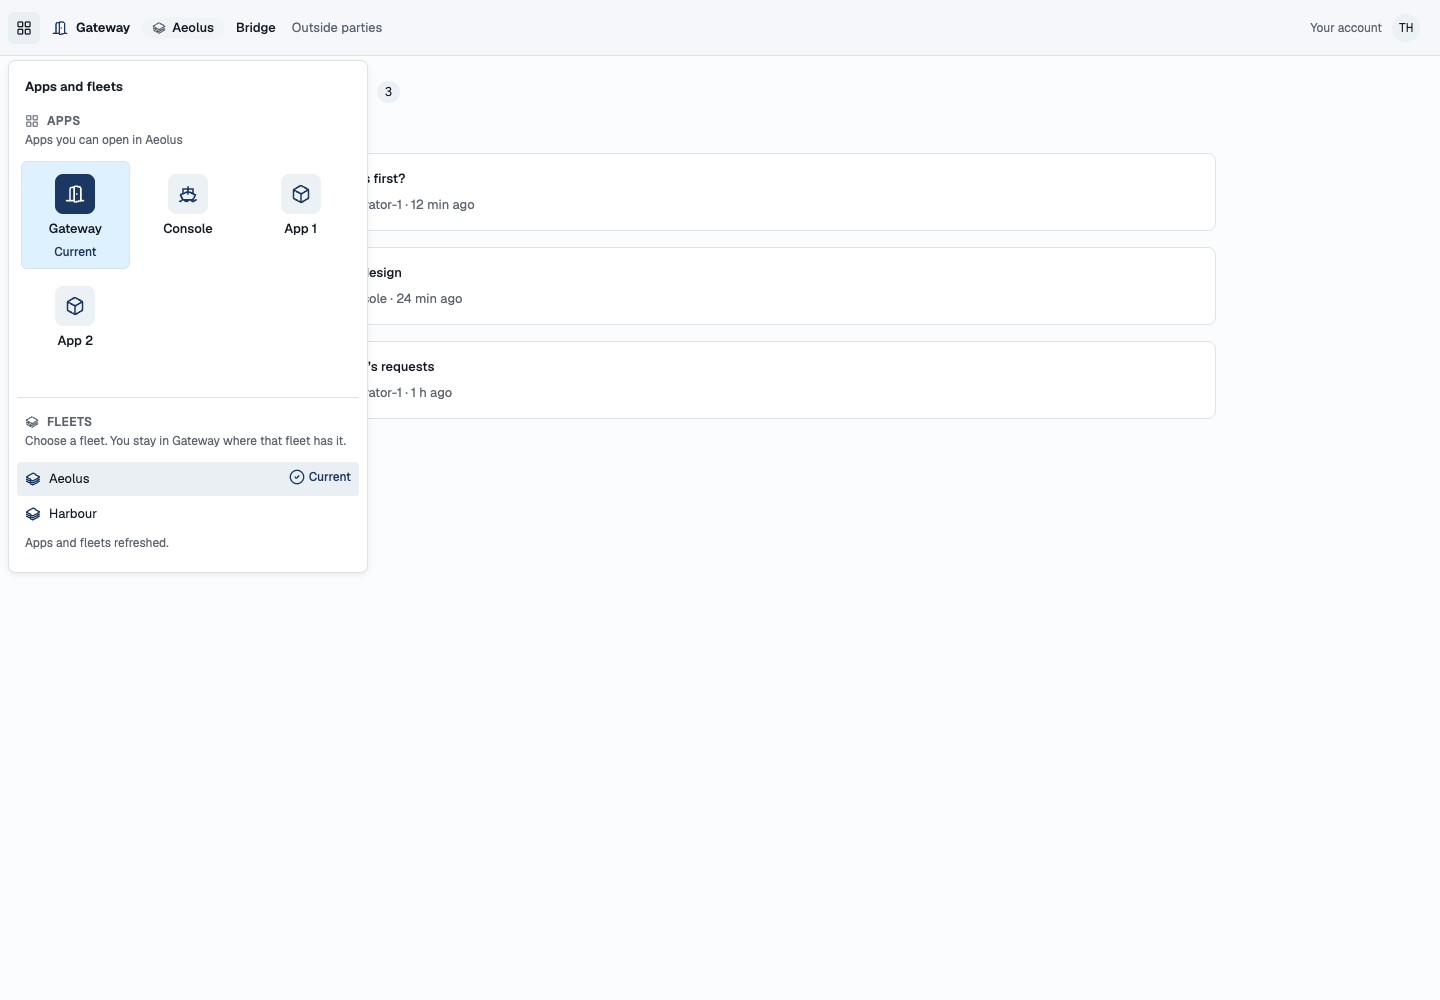 Gateway Aeolus Bridge Outside parties Your account TH
Apps and fleets
3
APPS
Apps you can open in Aeolus
Gateway Console App 1
Current
App 2
first?
· 12 min ago
· 24 min ago
's requests
· 1 h ago
FLEETS
Choose a fleet. You stay in Gateway where that fleet has it.
Aeolus Current
Harbour
Apps and fleets refreshed.